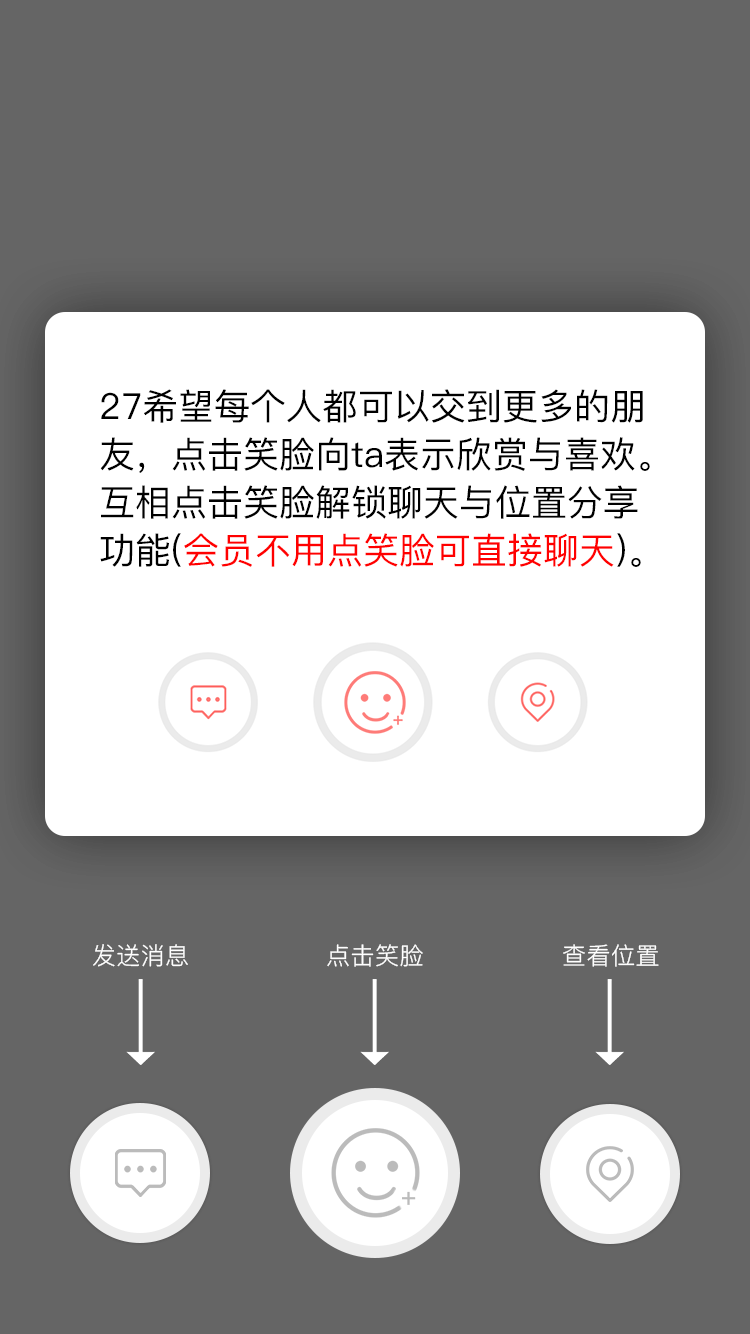 27希望每个人都可以交到更多的朋
友，点击笑脸向ta表示欣赏与喜欢。
互相点击笑脸解锁聊天与位置分享
功能(会员不用点笑脸可直接聊天)。
发送消息
点击笑脸
查看位置